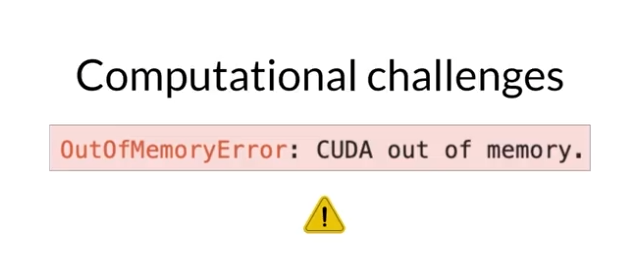 Computational challenges
OutOfMemoryError: CUDA out of memory.